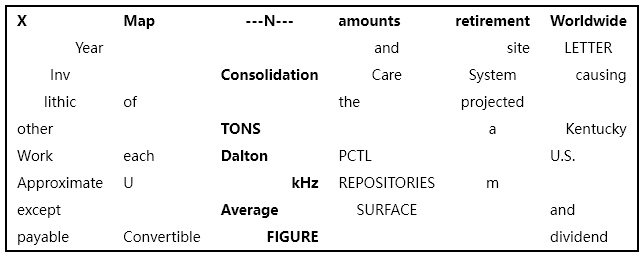 X Map ---N--- amounts retirement Worldwide
Year and site LETTER
Inv Consolidation Care System causing
lithic of the projected
other TONS a Kentucky
Work each Dalton PCTL U.S.
Approximate U kHz REPOSITORIES m
except Average SURFACE and
payable Convertible FIGURE dividend